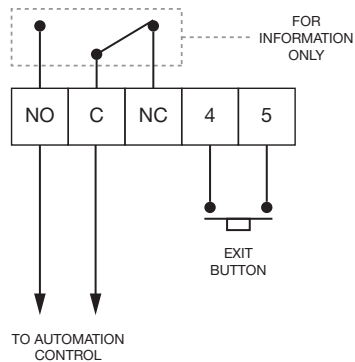 FOR
INFORMATION
ONLY
NO C NC 4 5
EXIT
BUTTON
TO AUTOMATION
CONTROL